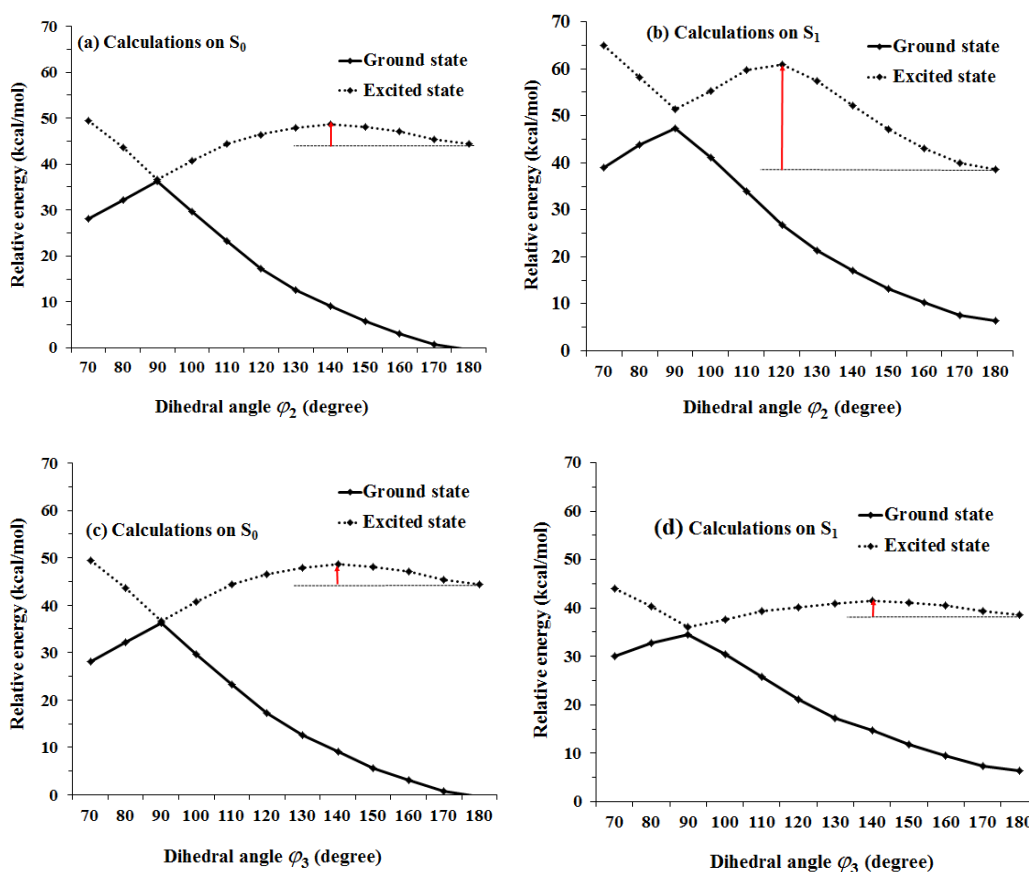 (a) Calculations on S0
Ground state
Excited state
Relative energy (kcal/mol)
70
60
50
40
30
20
10
0
70 80 90 100 110 120 130 140 150 160 170 180
Dihedral angle φ2 (degree)
(b) Calculations on S1
Ground state
Excited state
Relative energy (kcal/mol)
70
60
50
40
30
20
10
0
70 80 90 100 110 120 130 140 150 160 170 180
Dihedral angle φ2 (degree)
(c) Calculations on S0
Ground state
Excited state
Relative energy (kcal/mol)
70
60
50
40
30
20
10
0
70 80 90 100 110 120 130 140 150 160 170 180
Dihedral angle φ3 (degree)
(d) Calculations on S1
Ground state
Excited state
Relative energy (kcal/mol)
70
60
50
40
30
20
10
0
70 80 90 100 110 120 130 140 150 160 170 180
Dihedral angle φ3 (degree)